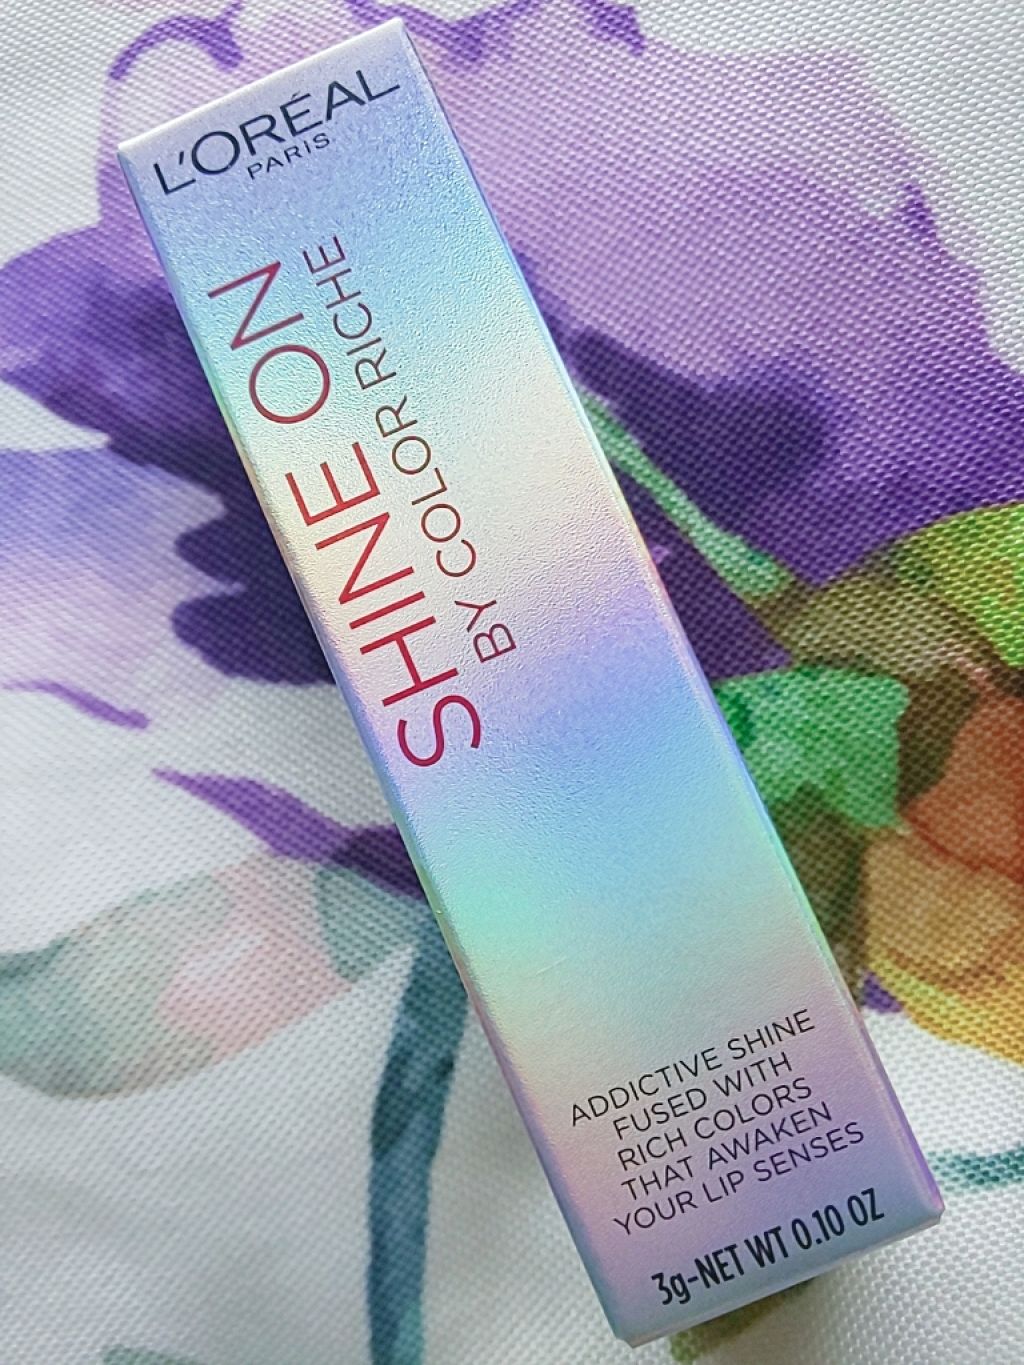 L'ORÉAL
PARIS
SHINE ON
BY COLOR RICHE
ADDICTIVE SHINE
FUSED WITH
RICH COLORS
THAT AWAKEN
YOUR LIP SENSES
3g-NET WT 0.10 OZ